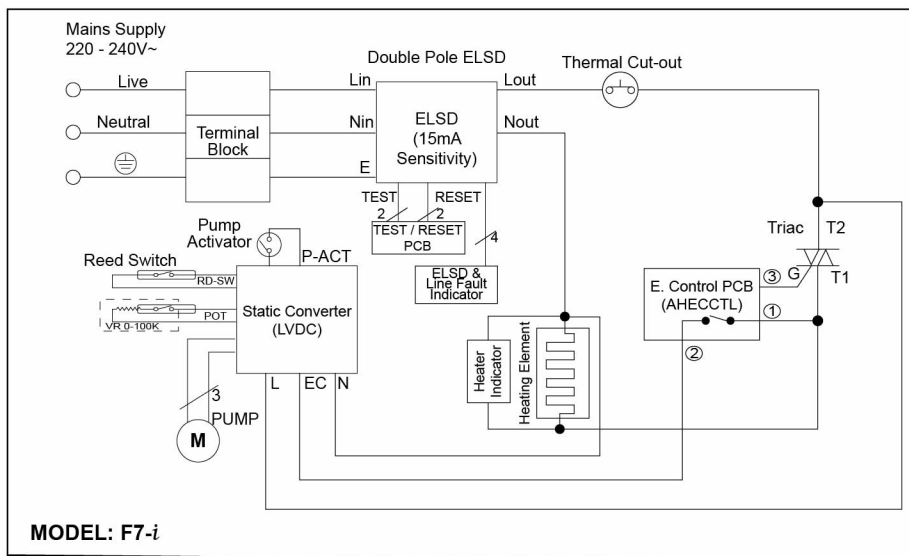 Mains Supply
220 - 240V~
Live
Neutral
Terminal
Block
Double Pole ELSD
Lin
Nin
E
ELSD
(15mA
Sensitivity)
Lout
Nout
Thermal Cut-out
TEST
RESET
2
2
TEST / RESET
PCB
4
ELSD &
Line Fault
Indicator
Pump
Activator
P-ACT
Reed Switch
RD-SW
POT
VR 0-100K
Static Converter
(LVDC)
L
EC
N
3
PUMP
M
Heater
Indicator
Heating Element
Triac
T2
G
T1
③
E. Control PCB
(AHECCTL)
①
②
MODEL: F7-i